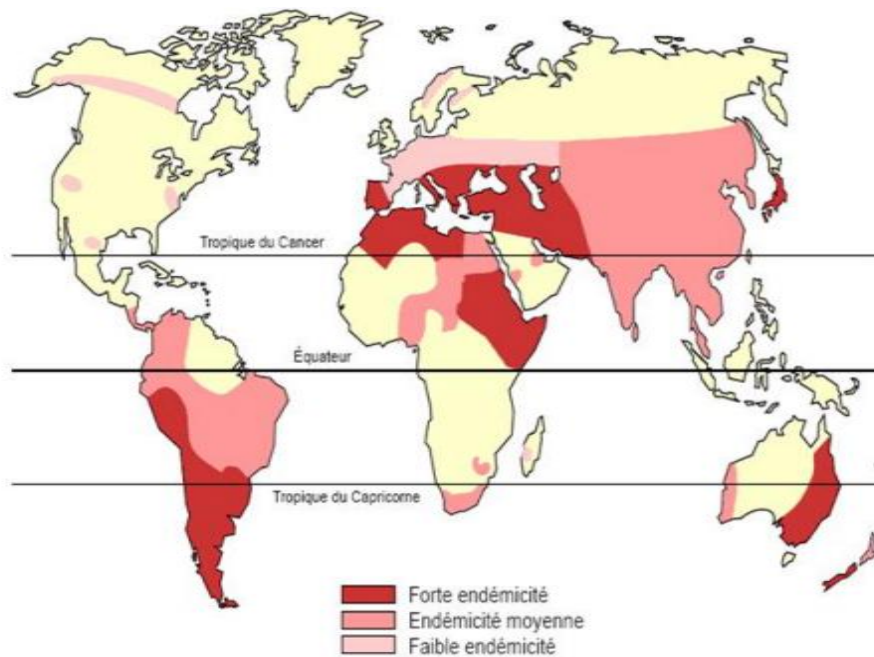 Tropique du Cancer
Équateur
Tropique du Capricorne
Forte endémicité
Endémicité moyenne
Faible endémicité